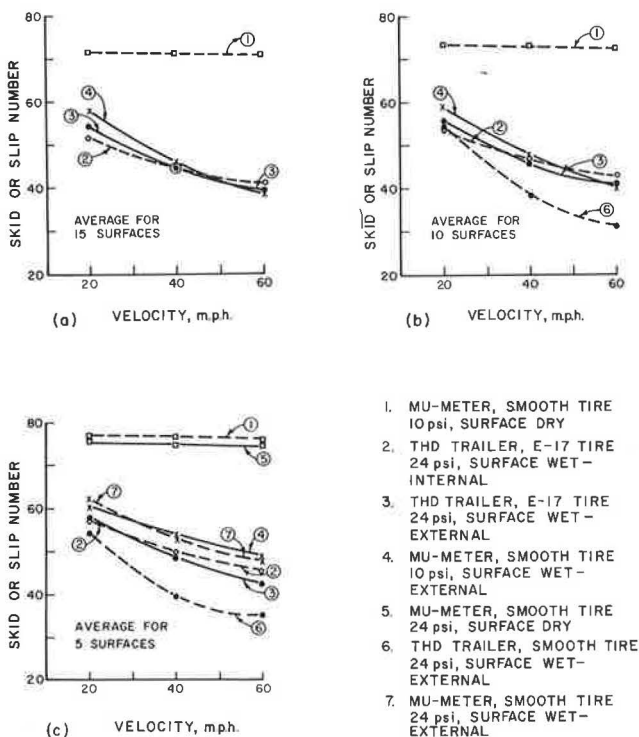 80
①
④
60
③
②
③
40
AVERAGE FOR
15 SURFACES
20
20 40 60
SKID OR SLIP NUMBER
(a) VELOCITY, m.p.h.
①
④
60
②
③
40
AVERAGE FOR
10 SURFACES
⑥
20
20 40 60
SKID OR SLIP NUMBER
(b) VELOCITY, m.p.h.
80
①
⑤
60
⑦
⑦ ④
②
②
③
40
AVERAGE FOR
5 SURFACES
⑥
20
20 40 60
SKID OR SLIP NUMBER
(c) VELOCITY, m.p.h.
1. MU-METER, SMOOTH TIRE
10 psi, SURFACE DRY
2. THD TRAILER, E-17 TIRE
24 psi, SURFACE WET-
INTERNAL
3. THD TRAILER, E-17 TIRE
24 psi, SURFACE WET-
EXTERNAL
4. MU-METER, SMOOTH TIRE
10 psi, SURFACE WET-
EXTERNAL
5. MU-METER, SMOOTH TIRE
24 psi, SURFACE DRY
6. THD TRAILER, SMOOTH TIRE
24 psi, SURFACE WET-
EXTERNAL
7. MU-METER, SMOOTH TIRE
24 psi, SURFACE WET-
EXTERNAL